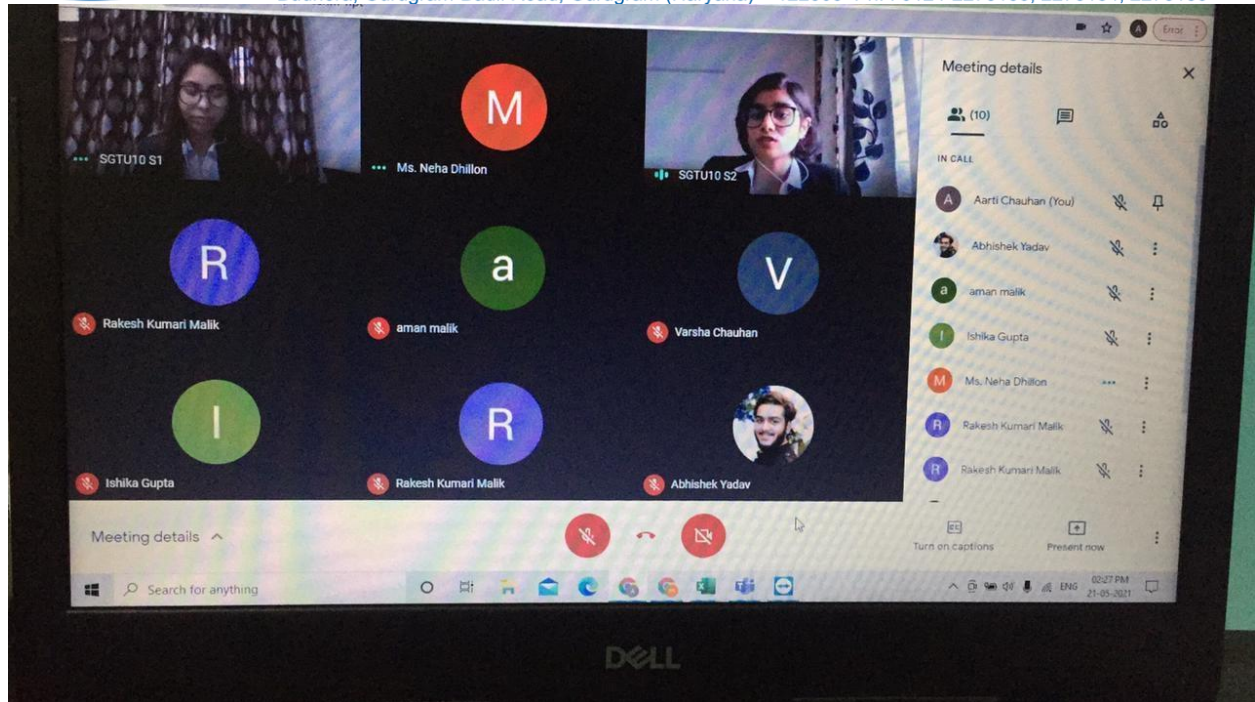 Error
Meeting details
(10)
IN CALL
A Aarti Chauhan (You)
Abhishek Yadav
a aman malik
I Ishika Gupta
M Ms. Neha Dhillon
R Rakesh Kumari Malik
R Rakesh Kumari Malik
SGTU10 S1
M
Ms. Neha Dhillon
SGTU10 S2
R
Rakesh Kumari Malik
a
aman malik
V
Varsha Chauhan
I
Ishika Gupta
R
Rakesh Kumari Malik
Abhishek Yadav
Meeting details
Turn on captions
Present now
Search for anything
ENG
02:27 PM
21-05-2021
DELL